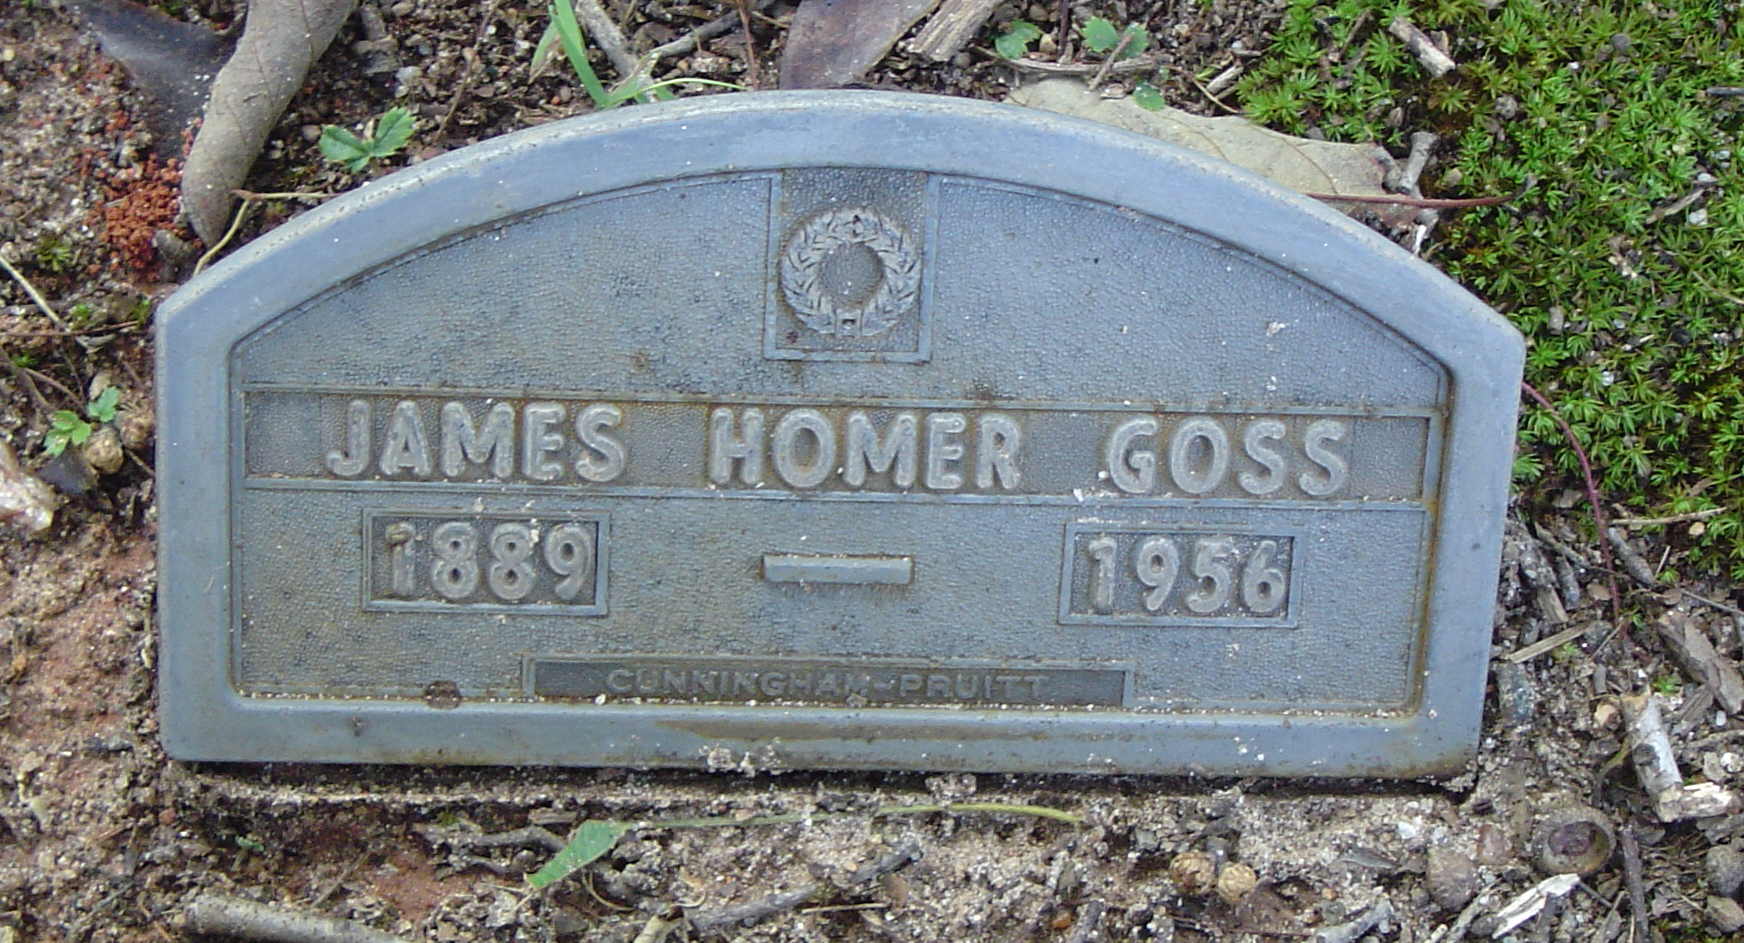 JAMES HOMER GOSS
1889 — 1956
CUNNINGHAM-PRUITT